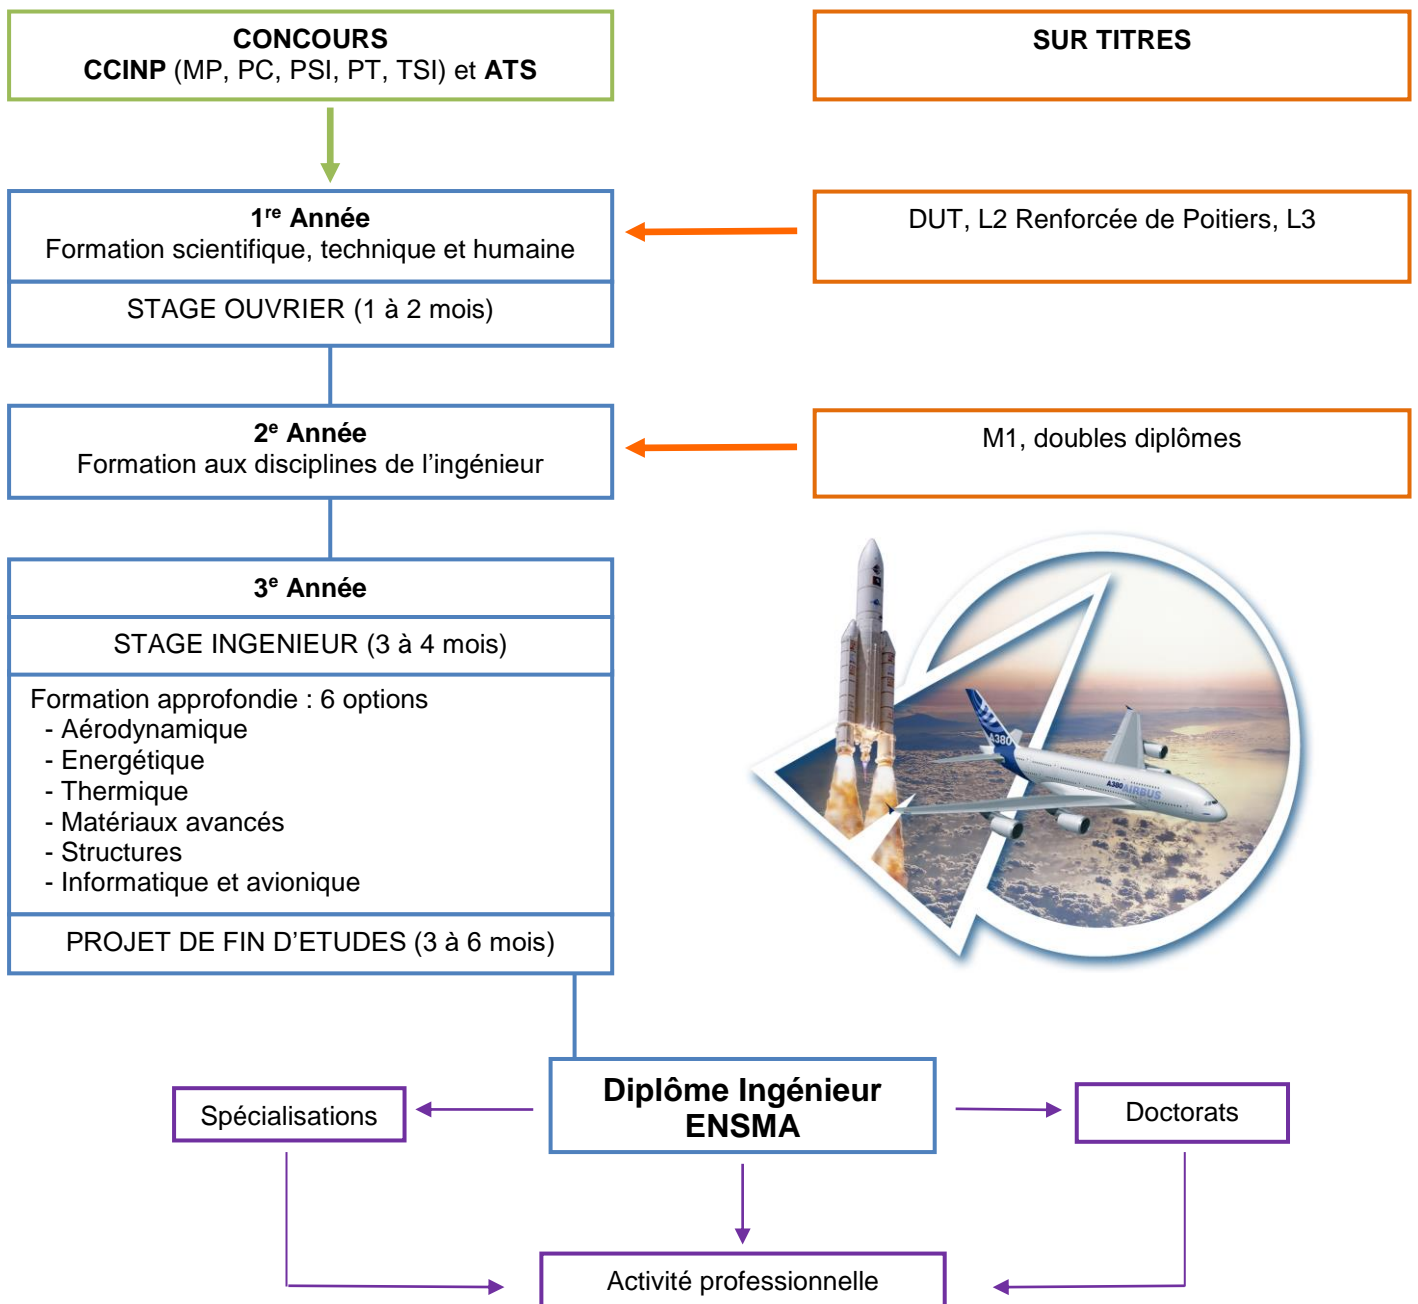 CONCOURS
CCINP (MP, PC, PSI, PT, TSI) et ATS
SUR TITRES
1re Année
Formation scientifique, technique et humaine
STAGE OUVRIER (1 à 2 mois)
DUT, L2 Renforcée de Poitiers, L3
2e Année
Formation aux disciplines de l’ingénieur
M1, doubles diplômes
3e Année
STAGE INGENIEUR (3 à 4 mois)
Formation approfondie : 6 options
- Aérodynamique
- Energétique
- Thermique
- Matériaux avancés
- Structures
- Informatique et avionique
PROJET DE FIN D’ETUDES (3 à 6 mois)
A380
A380 AIRBUS
Diplôme Ingénieur
ENSMA
Spécialisations
Doctorats
Activité professionnelle